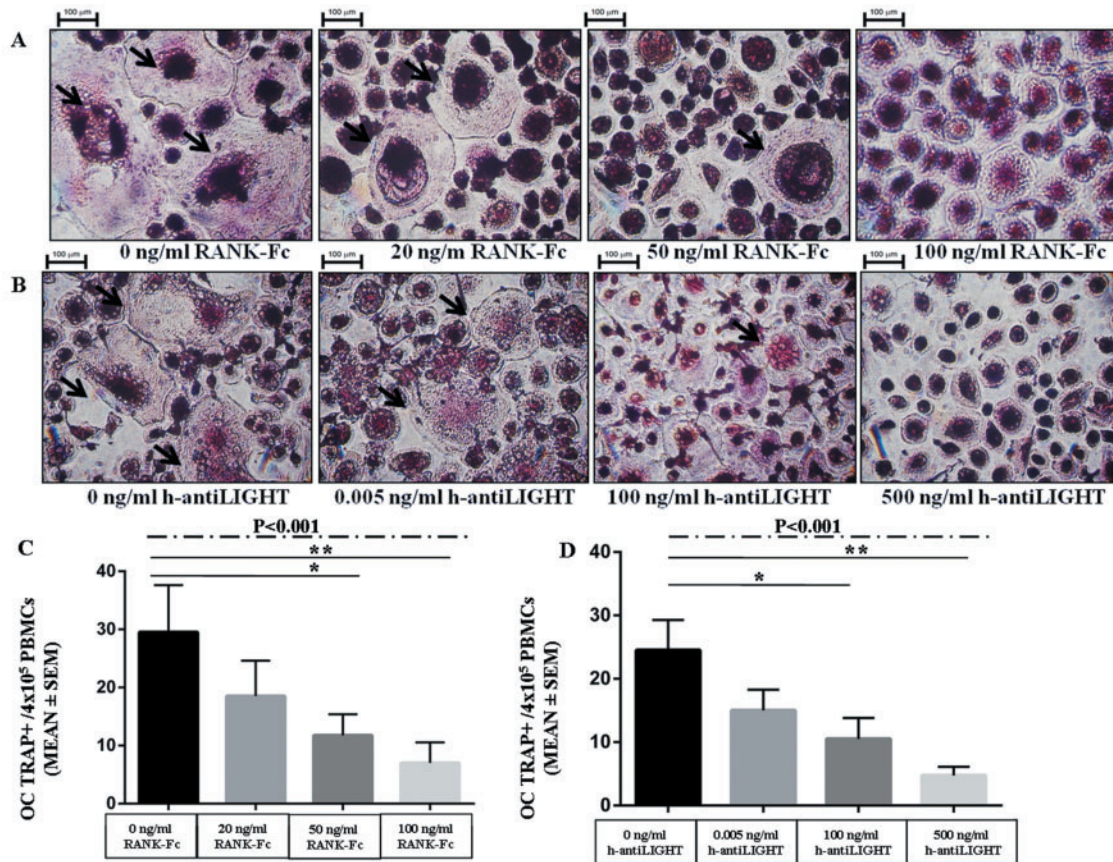 100 µm 100 µm 100 µm 100 µm
A
0 ng/ml RANK-Fc 20 ng/m RANK-Fc 50 ng/ml RANK-Fc 100 ng/ml RANK-Fc
100 µm 100 µm 100 µm 100 µm
B
0 ng/ml h-antiLIGHT 0.005 ng/ml h-antiLIGHT 100 ng/ml h-antiLIGHT 500 ng/ml h-antiLIGHT
C
P<0.001
**
*
OC TRAP+ /4x10⁵ PBMCs
(MEAN ± SEM)
40
30
20
10
0
0 ng/ml 20 ng/ml 50 ng/ml 100 ng/ml
RANK-Fc RANK-Fc RANK-Fc RANK-Fc
D
P<0.001
**
*
OC TRAP+ /4x10⁵ PBMCs
(MEAN ± SEM)
40
30
20
10
0
0 ng/ml 0.005 ng/ml 100 ng/ml 500 ng/ml
h-antiLIGHT h-antiLIGHT h-antiLIGHT h-antiLIGHT